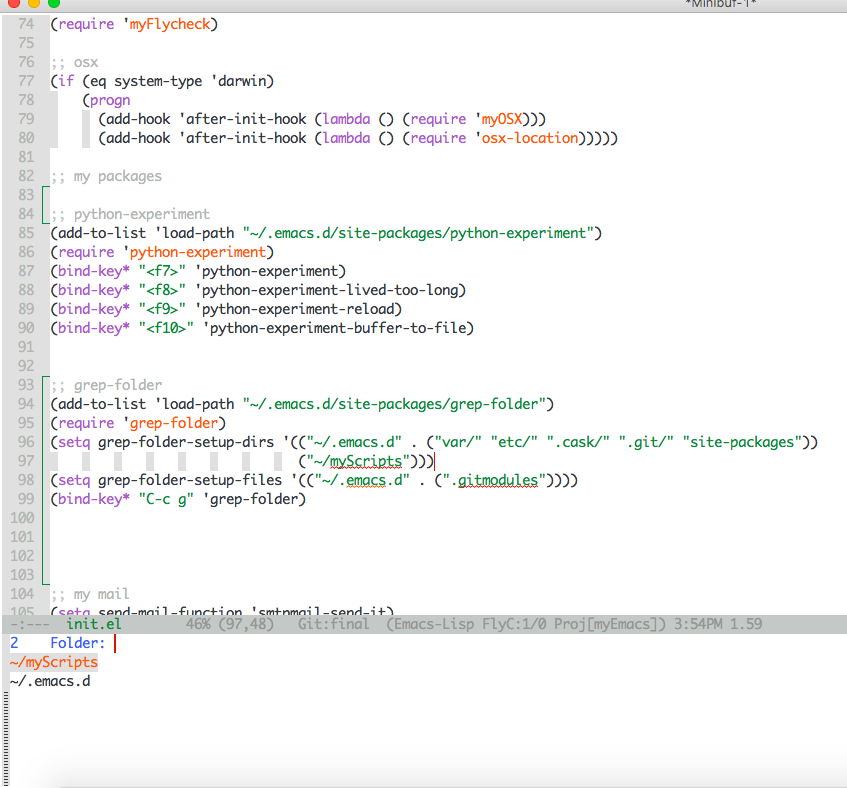 *Minibuf-1*
74 (require 'myFlycheck)
75
76 ;; osx
77 (if (eq system-type 'darwin)
78 (progn
79 (add-hook 'after-init-hook (lambda () (require 'myOSX)))
80 (add-hook 'after-init-hook (lambda () (require 'osx-location)))))
81
82 ;; my packages
83
84 ;; python-experiment
85 (add-to-list 'load-path "~/.emacs.d/site-packages/python-experiment")
86 (require 'python-experiment)
87 (bind-key* "<f7>" 'python-experiment)
88 (bind-key* "<f8>" 'python-experiment-lived-too-long)
89 (bind-key* "<f9>" 'python-experiment-reload)
90 (bind-key* "<f10>" 'python-experiment-buffer-to-file)
91
92
93 ;; grep-folder
94 (add-to-list 'load-path "~/.emacs.d/site-packages/grep-folder")
95 (require 'grep-folder)
96 (setq grep-folder-setup-dirs '(("~/.emacs.d" . ("var/" "etc/" ".cask/" ".git/" "site-packages"))
97 ("~/myScripts")))
98 (setq grep-folder-setup-files '(("~/.emacs.d" . (".gitmodules"))))
99 (bind-key* "C-c g" 'grep-folder)
100
101
102
103
104 ;; my mail
105 (setq send-mail-function 'smtpmail-send-it)
-:--- init.el 46% (97,48) Git:final (Emacs-Lisp FlyC:1/0 Proj[myEmacs]) 3:54PM 1.59
2 Folder:
~/myScripts
~/.emacs.d